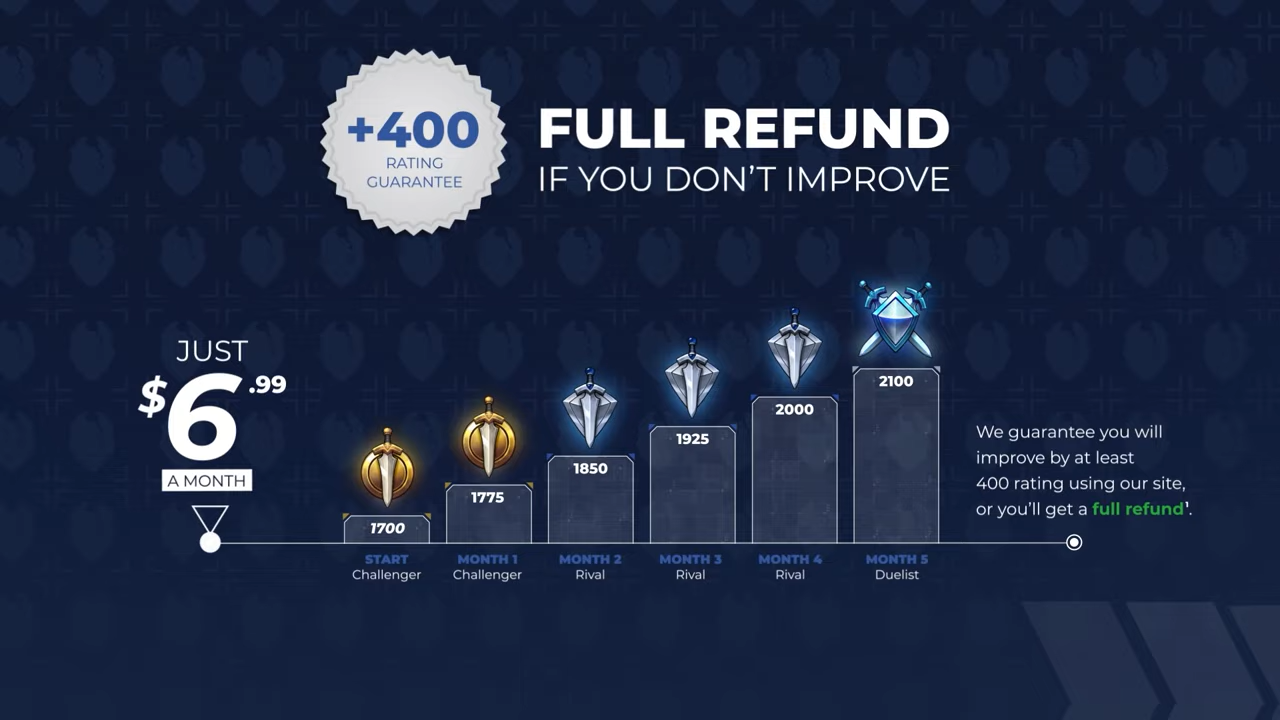 +400
RATING
GUARANTEE
FULL REFUND
IF YOU DON'T IMPROVE
JUST
$6.99
A MONTH
1700
1775
1850
1925
2000
2100
START
Challenger
MONTH 1
Challenger
MONTH 2
Rival
MONTH 3
Rival
MONTH 4
Rival
MONTH 5
Duelist
We guarantee you will
improve by at least
400 rating using our site,
or you'll get a full refund¹.